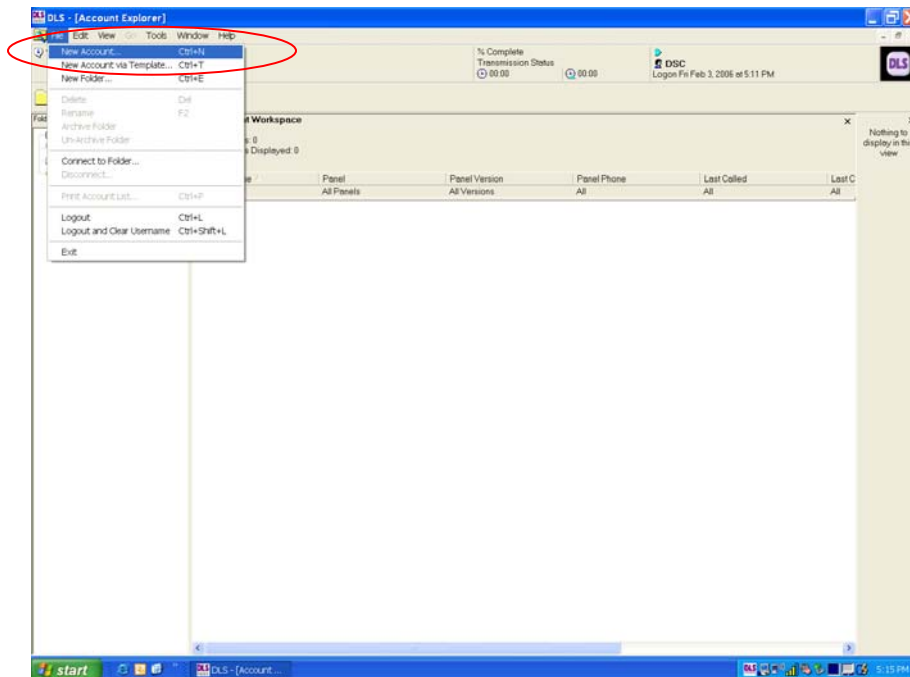 DLS - [Account Explorer]
File Edit View Go Tools Window Help
New Account... Ctrl+N
New Account via Template... Ctrl+T
New Folder... Ctrl+E
Delete Del
Rename F2
Archive Folder
Un-Archive Folder
Connect to Folder...
Disconnect...
Print Account List... Ctrl+P
Logout Ctrl+L
Logout and Clear Username Ctrl+Shift+L
Exit
% Complete
Transmission Status
00:00 00:00
DSC
Logon Fri Feb 3, 2006 at 5:11 PM
DLS
Workspace
: 0
Displayed: 0
Nothing to
display in this
view
Panel Panel Version Panel Phone Last Called Last C
All Panels All Versions All All All
start DLS - [Account ... DLS 5:15 PM